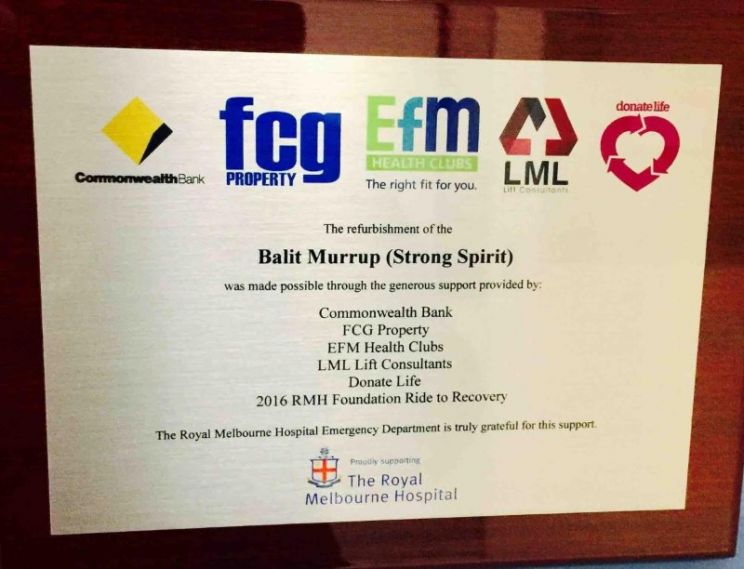 CommonwealthBank
fcg
PROPERTY
Efm
HEALTH CLUBS
The right fit for you.
LML
Lift Consultants
donatelife
The refurbishment of the
Balit Murrup (Strong Spirit)
was made possible through the generous support provided by:
Commonwealth Bank
FCG Property
EFM Health Clubs
LML Lift Consultants
Donate Life
2016 RMH Foundation Ride to Recovery
The Royal Melbourne Hospital Emergency Department is truly grateful for this support.
Proudly supporting
The Royal
Melbourne Hospital